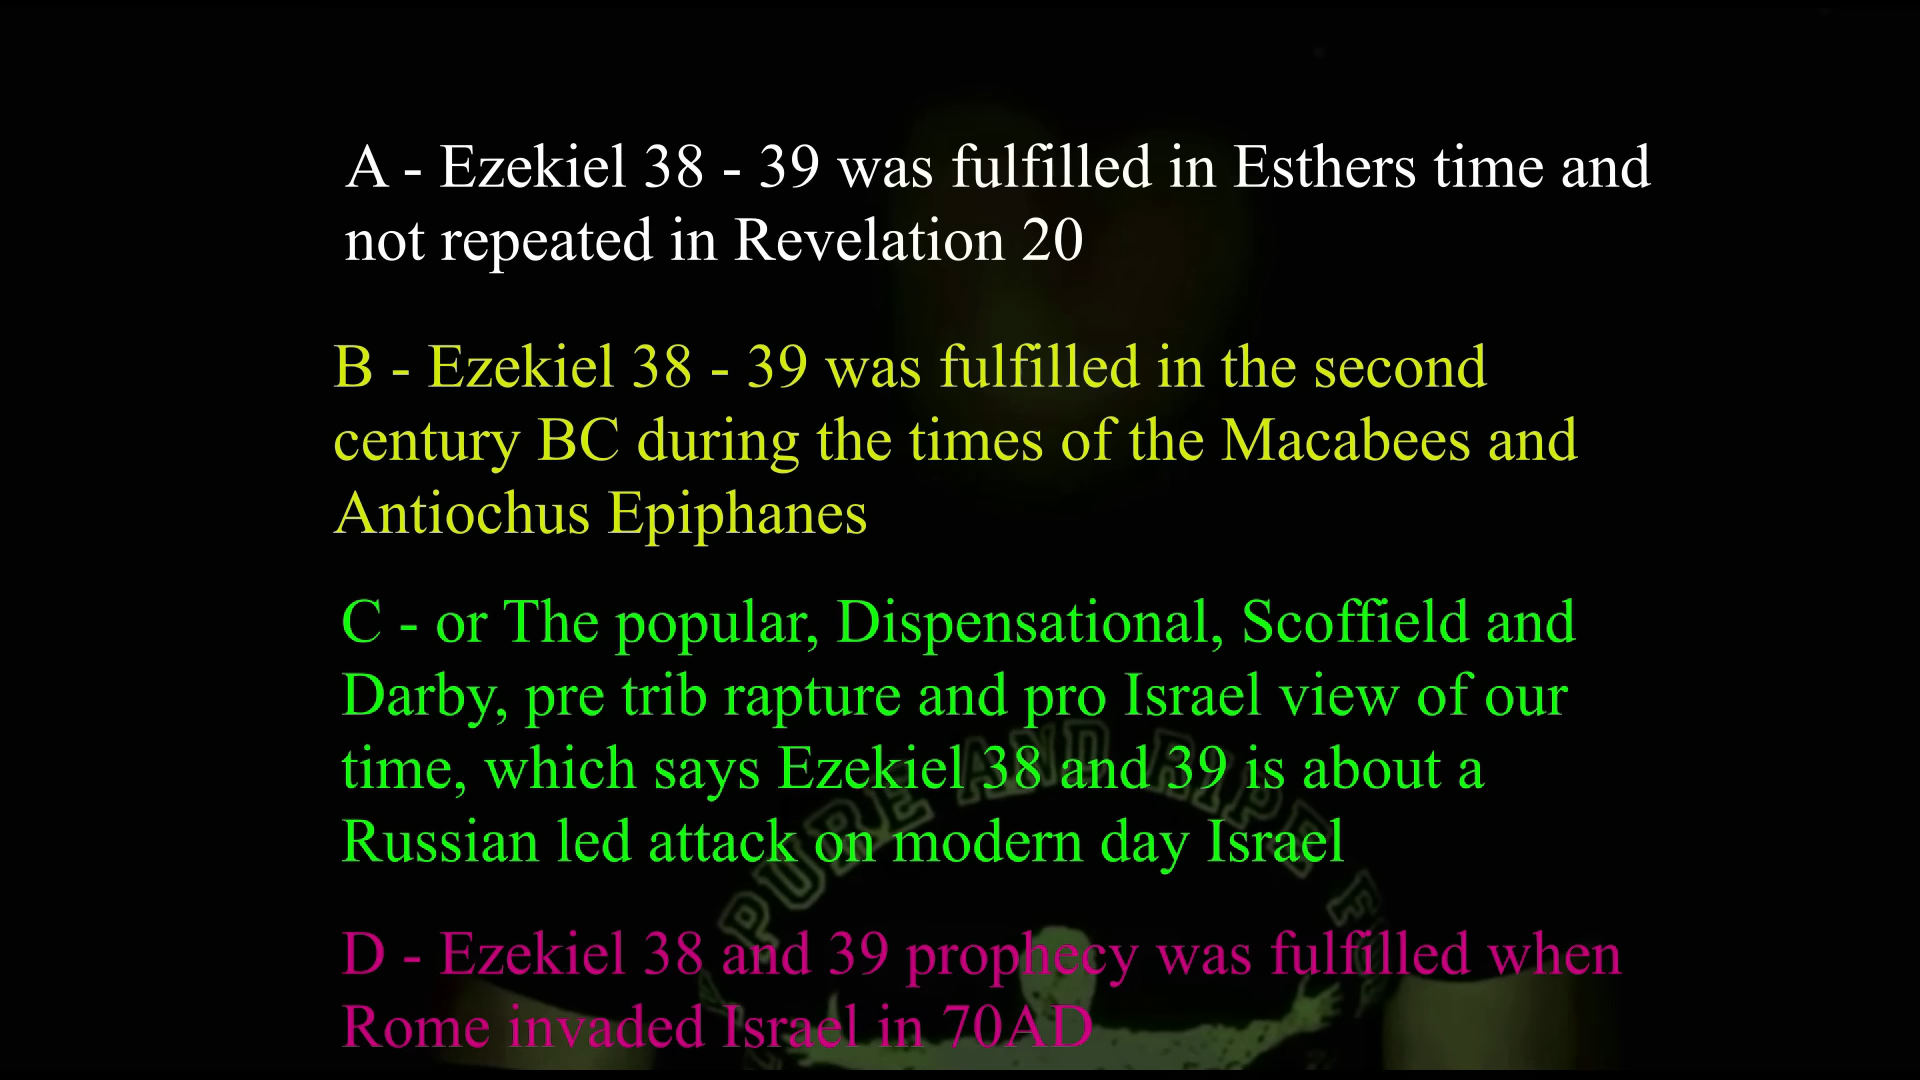 A - Ezekiel 38 - 39 was fulfilled in Esthers time and
not repeated in Revelation 20
B - Ezekiel 38 - 39 was fulfilled in the second
century BC during the times of the Macabees and
Antiochus Epiphanes
C - or The popular, Dispensational, Scoffield and
Darby, pre trib rapture and pro Israel view of our
time, which says Ezekiel 38 and 39 is about a
Russian led attack on modern day Israel
PURE AND RIPE
D - Ezekiel 38 and 39 prophecy was fulfilled when
Rome invaded Israel in 70AD